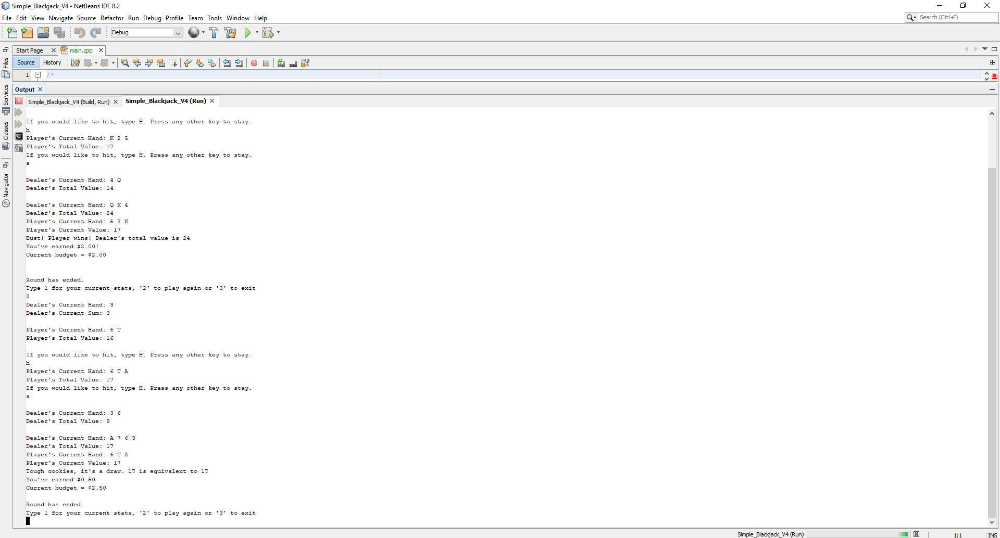 Simple_Blackjack_V4 - NetBeans IDE 8.2
File Edit View Navigate Source Refactor Run Debug Profile Team Tools Window Help
Search (Ctrl+I)
Debug
Start Page
main.cpp
Source History
1 /*
Files
Services
Classes
Navigator
Output
Simple_Blackjack_V4 (Build, Run)
Simple_Blackjack_V4 (Run)
If you would like to hit, type H. Press any other key to stay.
h
Player's Current Hand: K 2 5
Player's Total Value: 17
If you would like to hit, type H. Press any other key to stay.
a
Dealer's Current Hand: 4 Q
Dealer's Total Value: 14
Dealer's Current Hand: Q K 4
Dealer's Total Value: 24
Player's Current Hand: 5 2 K
Player's Current Value: 17
Bust! Player wins! Dealer's total value is 24
You've earned $2.00!
Current budget = $2.00
Round has ended.
Type 1 for your current stats, '2' to play again or '3' to exit
2
Dealer's Current Hand: 3
Dealer's Current Sum: 3
Player's Current Hand: 6 T
Player's Total Value: 16
If you would like to hit, type H. Press any other key to stay.
h
Player's Current Hand: 6 T A
Player's Total Value: 17
If you would like to hit, type H. Press any other key to stay.
a
Dealer's Current Hand: 3 6
Dealer's Total Value: 9
Dealer's Current Hand: A 7 6 3
Dealer's Total Value: 17
Player's Current Hand: 6 T A
Player's Current Value: 17
Tough cookies, it's a draw. 17 is equivalent to 17
You've earned $0.50
Current budget = $2.50
Round has ended.
Type 1 for your current stats, '2' to play again or '3' to exit
Simple_Blackjack_V4 (Run)
1:1
INS